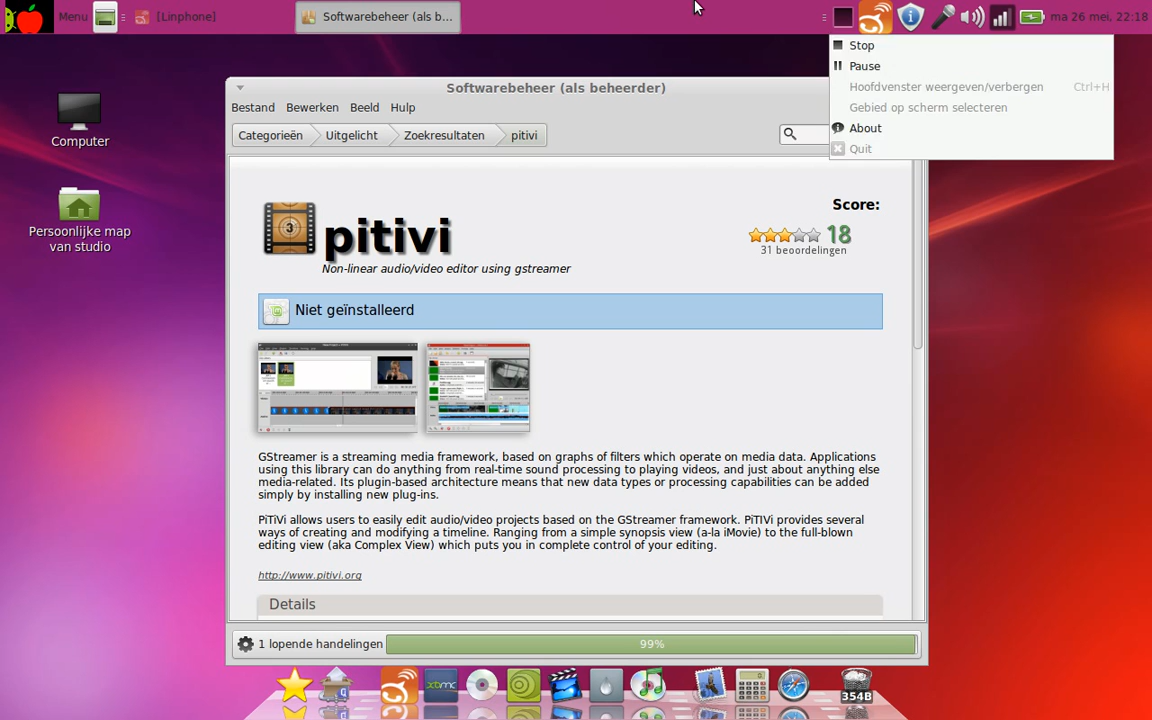 Menu
[Linphone]
Softwarebeheer (als b...
ma 26 mei, 22:18
Stop
Pause
Hoofdvenster weergeven/verbergen Ctrl+H
Gebied op scherm selecteren
About
Quit
Computer
Persoonlijke map
van studio
Softwarebeheer (als beheerder)
Bestand Bewerken Beeld Hulp
Categorieën Uitgelicht Zoekresultaten pitivi
3
pitivi
Non-linear audio/video editor using gstreamer
Score:
18
31 beoordelingen
Niet geïnstalleerd
GStreamer is a streaming media framework, based on graphs of filters which operate on media data. Applications
using this library can do anything from real-time sound processing to playing videos, and just about anything else
media-related. Its plugin-based architecture means that new data types or processing capabilities can be added
simply by installing new plug-ins.
PiTiVi allows users to easily edit audio/video projects based on the GStreamer framework. PiTIVi provides several
ways of creating and modifying a timeline. Ranging from a simple synopsis view (a-la iMovie) to the full-blown
editing view (aka Complex View) which puts you in complete control of your editing.
http://www.pitivi.org
Details
1 lopende handelingen 99%
xbmc
354B